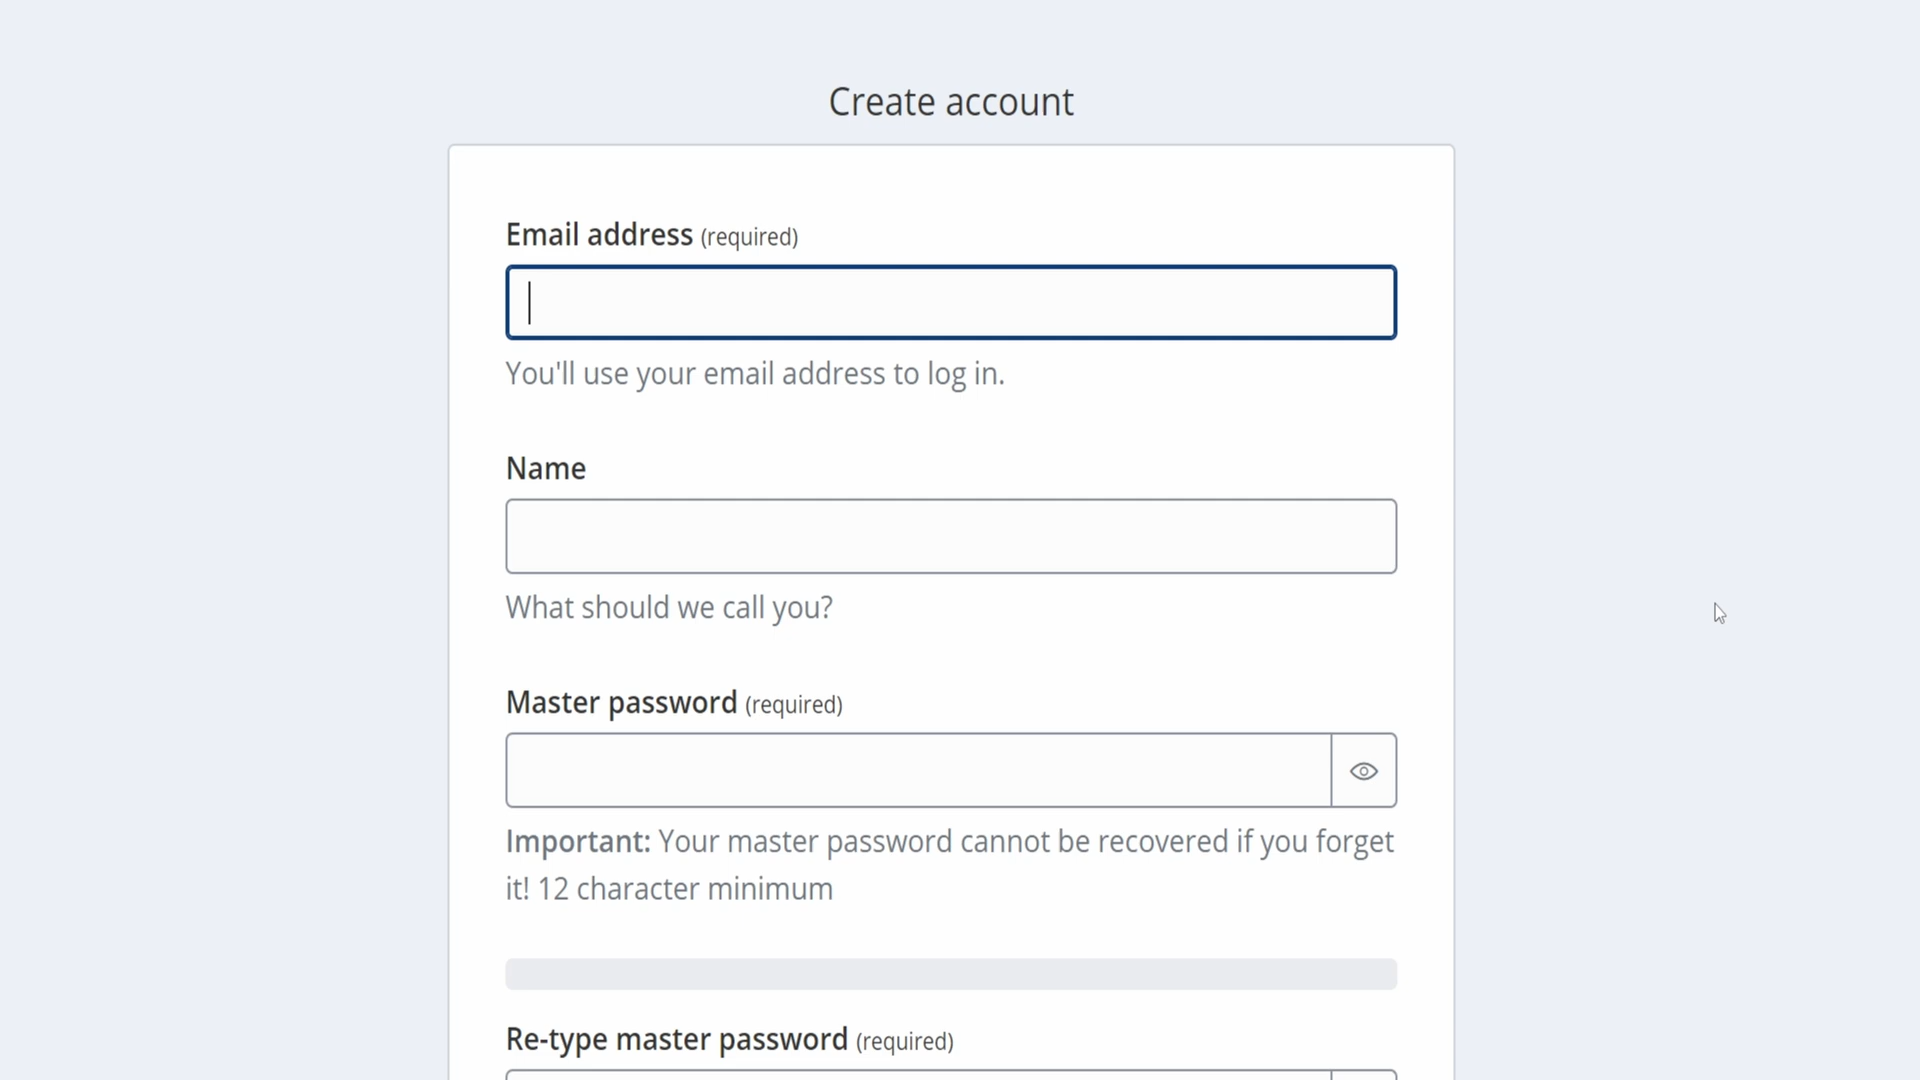 Create account
Email address (required)
You'll use your email address to log in.
Name
What should we call you?
Master password (required)
Important: Your master password cannot be recovered if you forget
it! 12 character minimum
Re-type master password (required)